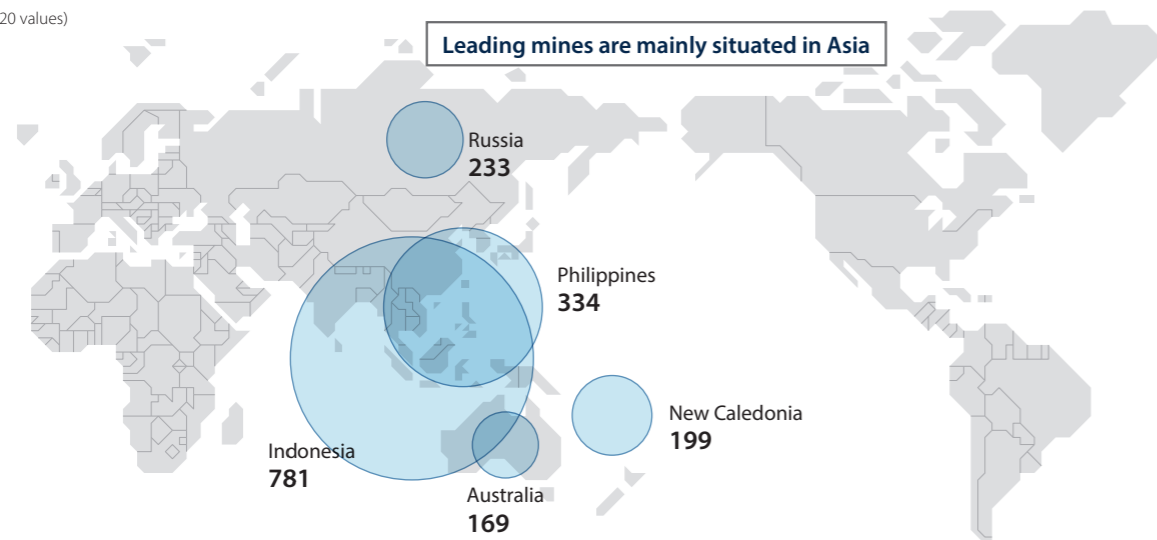 20 values)
Leading mines are mainly situated in Asia
Russia
233
Philippines
334
New Caledonia
199
Indonesia
781
Australia
169